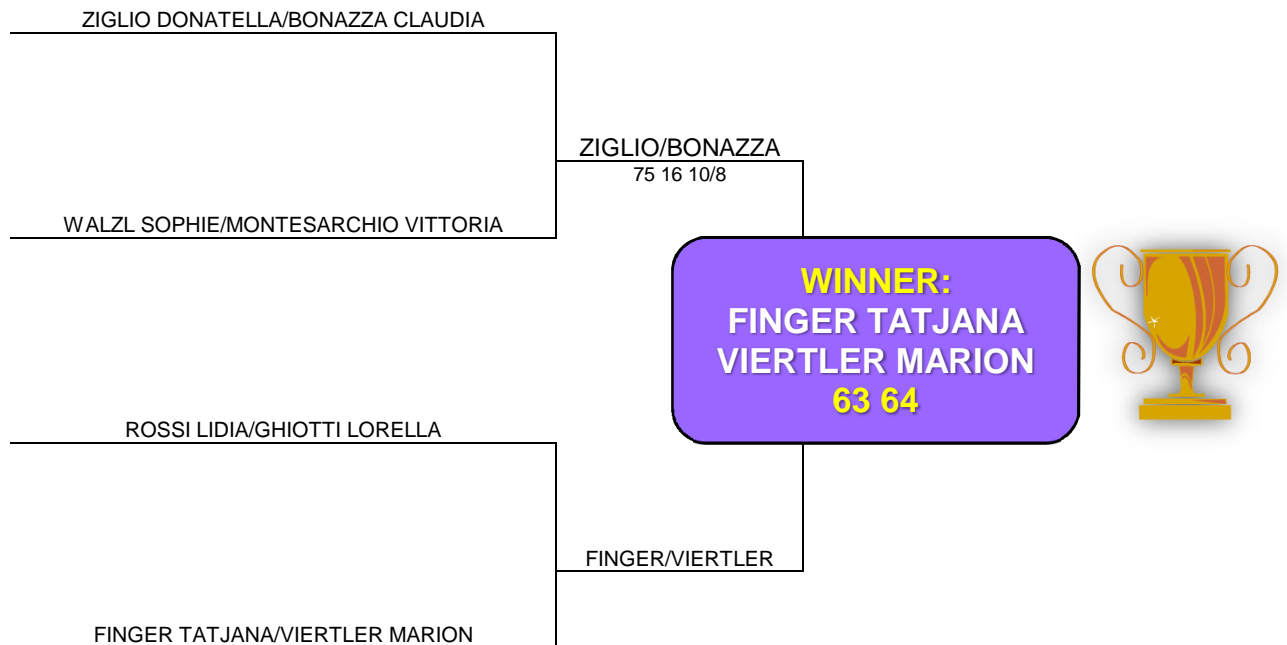 ZIGLIO DONATELLA/BONAZZA CLAUDIA
ZIGLIO/BONAZZA
75 16 10/8
WALZL SOPHIE/MONTESARCHIO VITTORIA
WINNER:
FINGER TATJANA
VIERTLER MARION
63 64
ROSSI LIDIA/GHIOTTI LORELLA
FINGER/VIERTLER
FINGER TATJANA/VIERTLER MARION